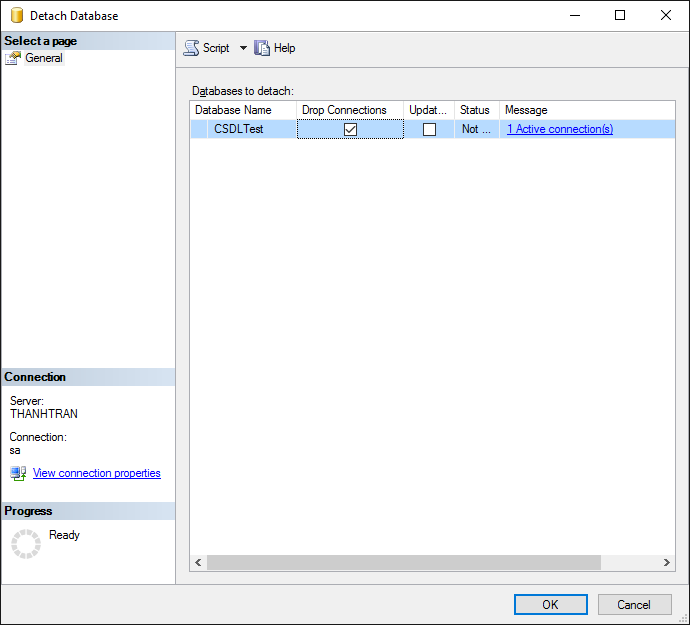 Detach Database
Select a page
General
Script
Help
Databases to detach:
Database Name Drop Connections Updat... Status Message
CSDLTest Not ... 1 Active connection(s)
Connection
Server:
THANHTRAN
Connection:
sa
View connection properties
Progress
Ready
OK
Cancel